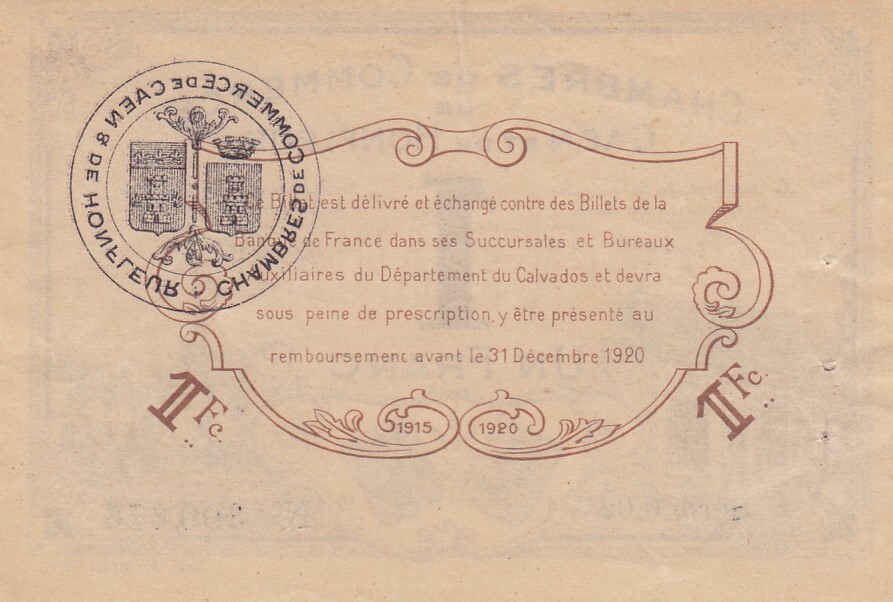 CHAMBRES DE COMMERCE DE CAEN & DE HONFLEUR
Ce Billet est délivré et échangé contre des Billets de la
Banque de France dans ses Succursales et Bureaux
Auxiliaires du Département du Calvados et devra
sous peine de prescription, y être présenté au
remboursement avant le 31 Décembre 1920
1 Fc.
1 Fc.
1915
1920